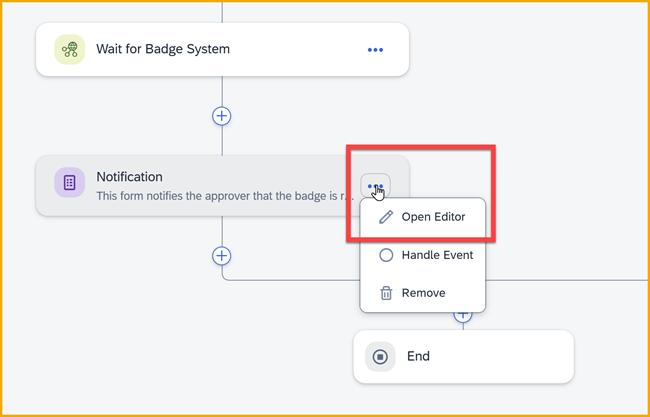 Wait for Badge System
Notification
This form notifies the approver that the badge is r...
Open Editor
Handle Event
Remove
End